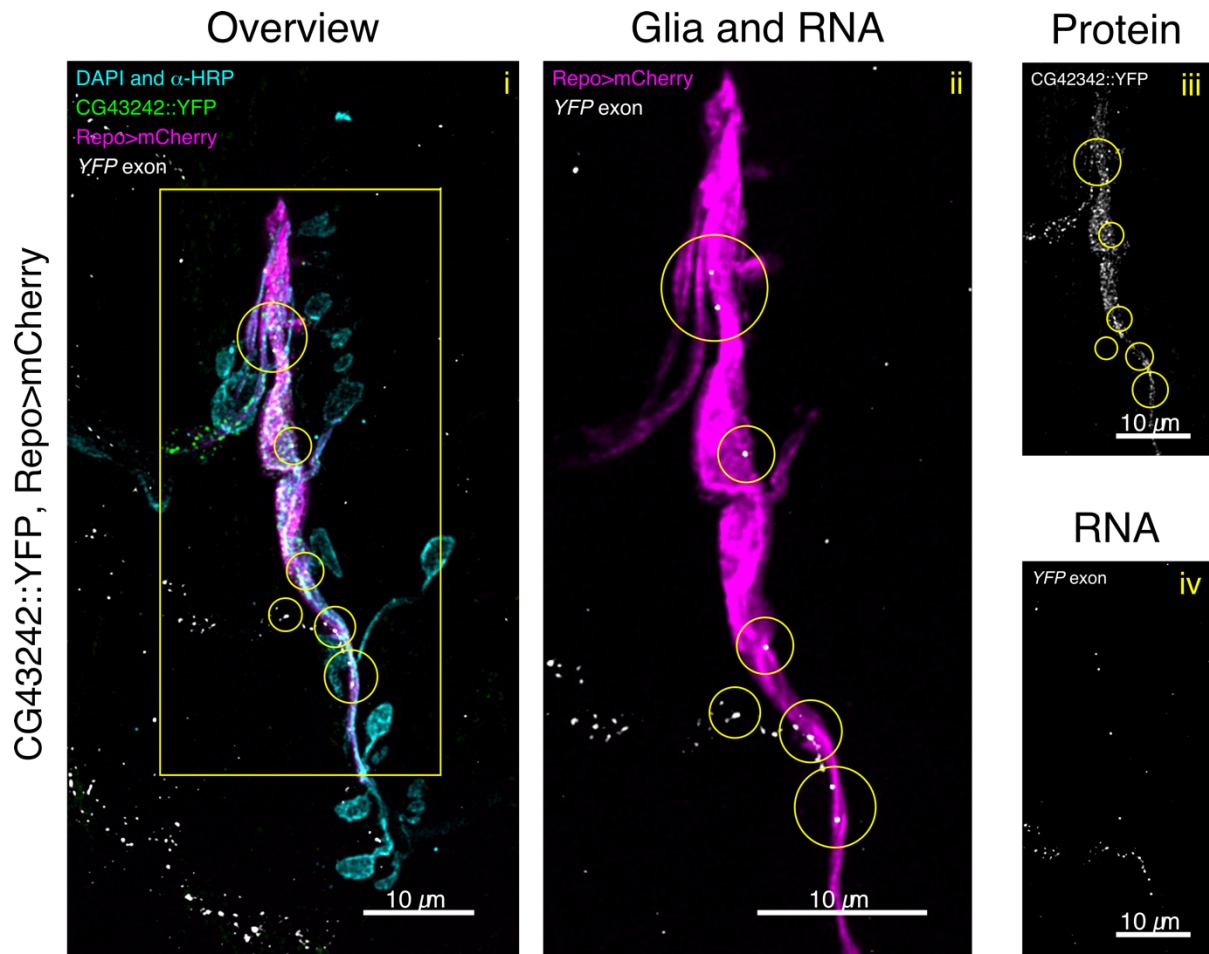 Overview
Glia and RNA
Protein
CG43242::YFP, Repo>mCherry
DAPI and α-HRP
CG43242::YFP
Repo>mCherry
YFP exon
i
10 µm
Repo>mCherry
YFP exon
ii
10 µm
CG42342::YFP
iii
10 µm
RNA
YFP exon
iv
10 µm